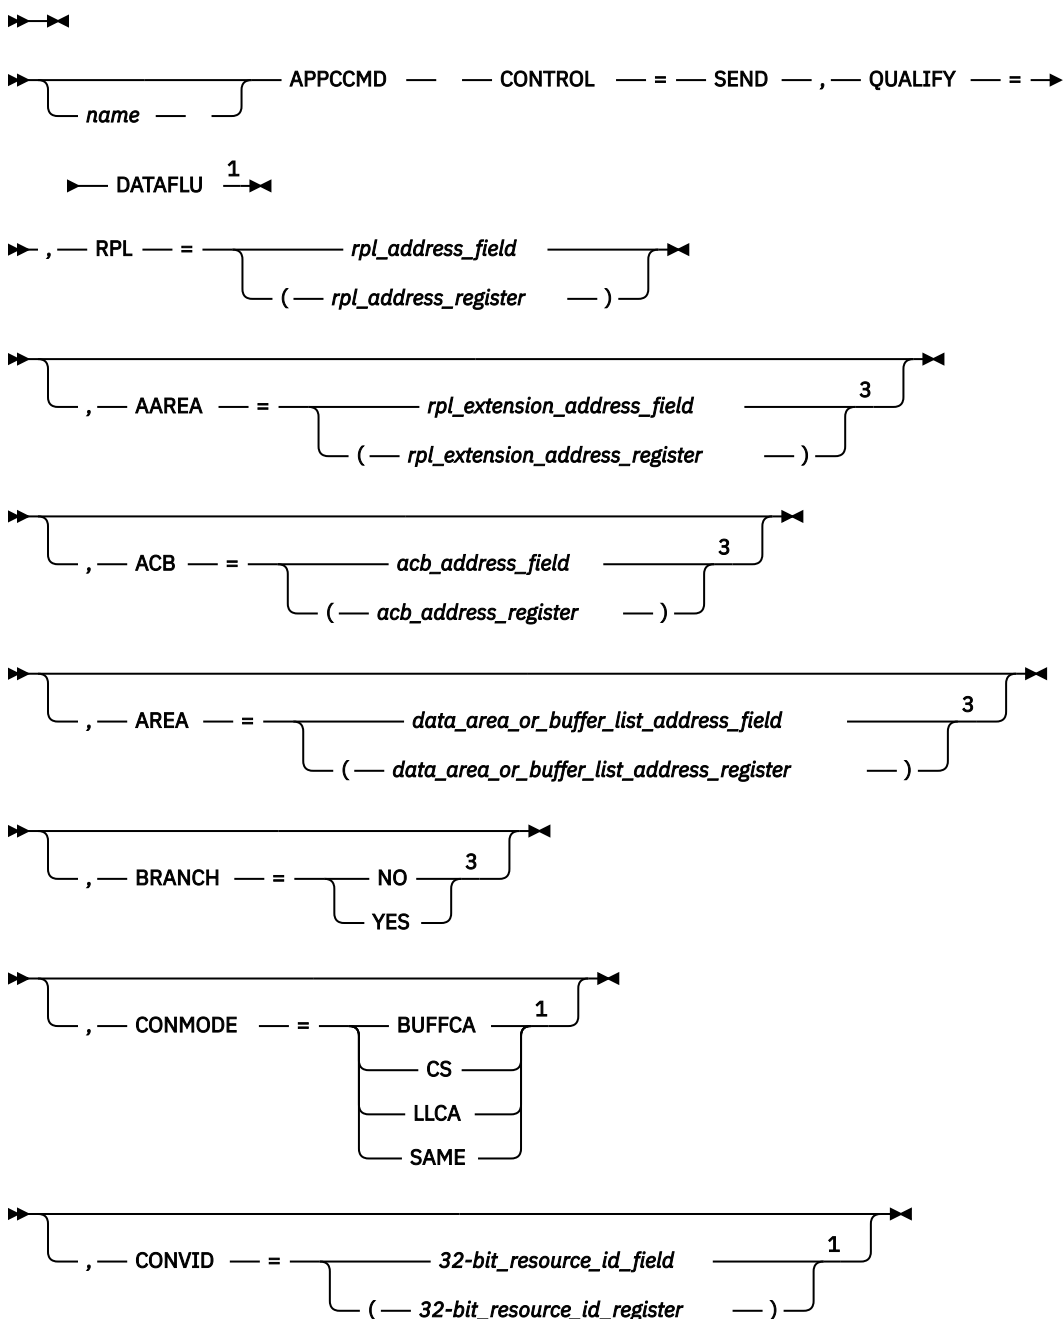 APPCCMD CONTROL = SEND , QUALIFY =
name
DATAFLU 1
, RPL = rpl_address_field
( rpl_address_register )
, AAREA = rpl_extension_address_field 3
( rpl_extension_address_register )
, ACB = acb_address_field 3
( acb_address_register )
, AREA = data_area_or_buffer_list_address_field 3
( data_area_or_buffer_list_address_register )
, BRANCH = NO 3
YES
, CONMODE = BUFFCA 1
CS
LLCA
SAME
, CONVID = 32-bit_resource_id_field 1
( 32-bit_resource_id_register )